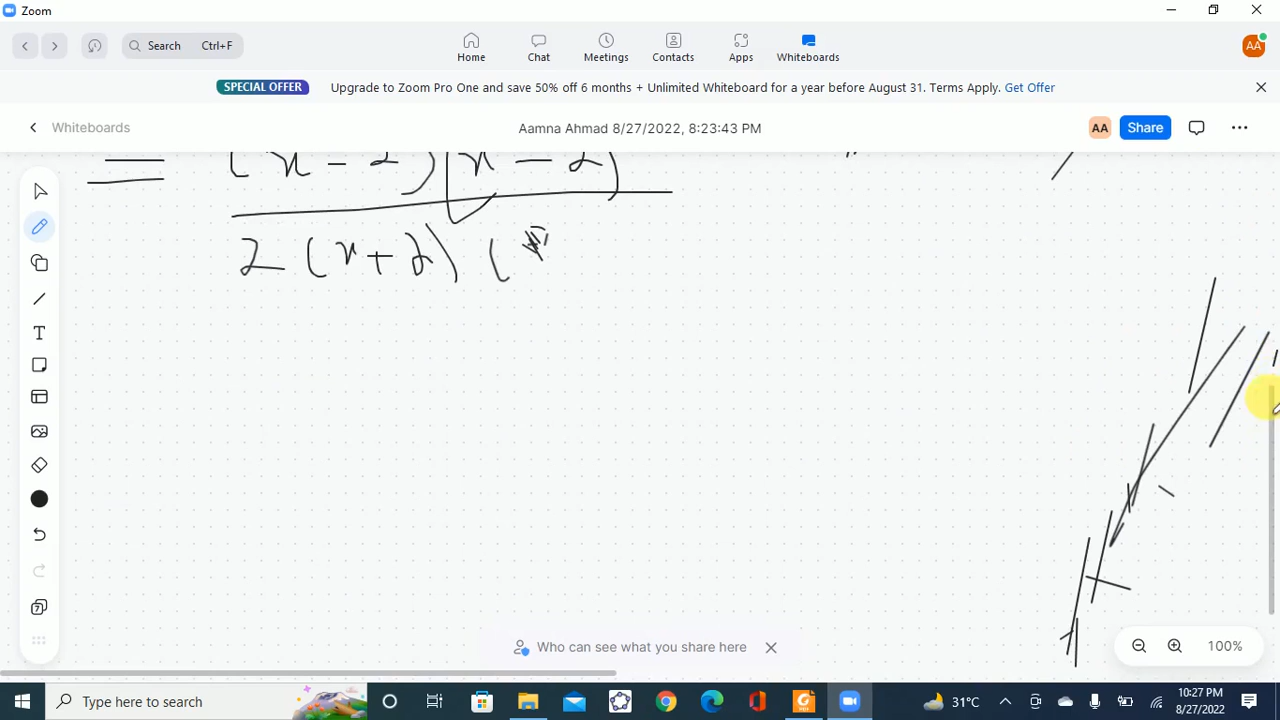 Zoom
Search Ctrl+F
Home Chat Meetings Contacts Apps Whiteboards
AA
SPECIAL OFFER Upgrade to Zoom Pro One and save 50% off 6 months + Unlimited Whiteboard for a year before August 31. Terms Apply. Get Offer
Whiteboards Aamna Ahmad 8/27/2022, 8:23:43 PM AA Share
= (x - 2)(x - 2)
2 (x+2) (
T
7
Who can see what you share here
100%
Type here to search
31°C
10:27 PM
8/27/2022